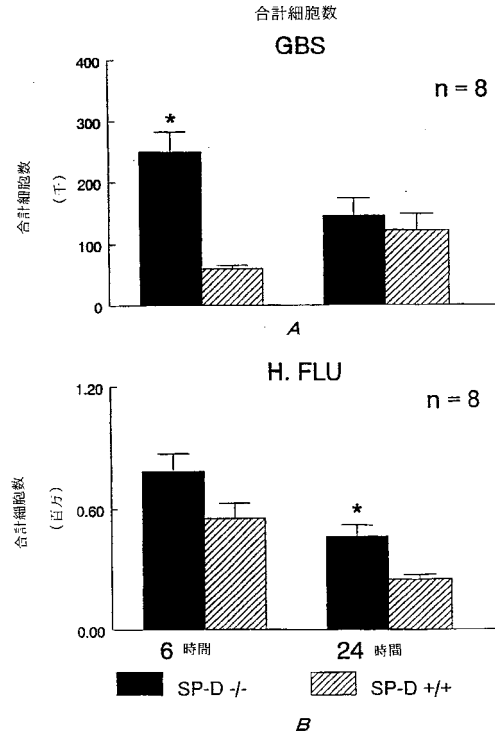 合計細胞数
GBS
n = 8
合計細胞数
(千)
400
300
200
100
0
*
A
H. FLU
n = 8
合計細胞数
(百万)
1.20
0.60
0.00
*
6 時間 24 時間
SP-D -/- SP-D +/+
B